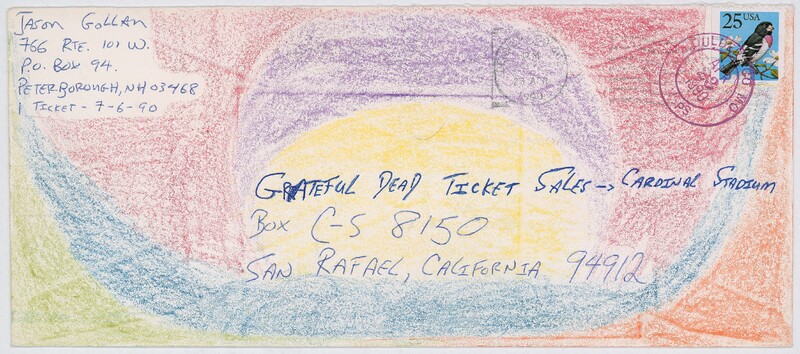 Jason Gollan
766 Rte. 101 W.
P.O. Box 94.
Peterborough, NH 03468
1 Ticket - 7-6-90
25 USA
Grateful Dead Ticket Sales → Cardinal Stadium
Box C-S 8150
San Rafael, California 94912